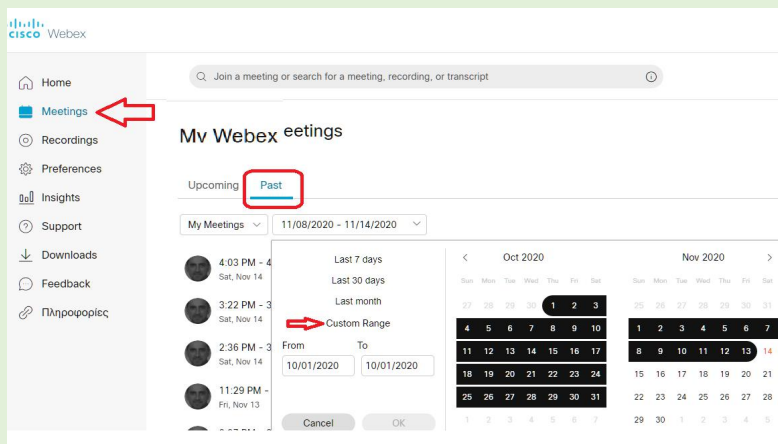 cisco Webex
Home
Meetings
Recordings
Preferences
Insights
Support
Downloads
Feedback
Πληροφορίες
Join a meeting or search for a meeting, recording, or transcript
My Webex eetings
Upcoming Past
My Meetings 11/08/2020 - 11/14/2020
4:03 PM - 4
Sat, Nov 14
3:22 PM - 3
Sat, Nov 14
2:36 PM - 3
Sat, Nov 14
11:29 PM -
Fri, Nov 13
Last 7 days
Last 30 days
Last month
Custom Range
From To
10/01/2020 10/01/2020
Cancel OK
< Oct 2020
Sun Mon Tue Wed Thu Fri Sat
27 28 29 30 1 2 3
4 5 6 7 8 9 10
11 12 13 14 15 16 17
18 19 20 21 22 23 24
25 26 27 28 29 30 31
1 2 3 4 5 6 7
Nov 2020 >
Sun Mon Tue Wed Thu Fri Sat
25 26 27 28 29 30 31
1 2 3 4 5 6 7
8 9 10 11 12 13 14
15 16 17 18 19 20 21
22 23 24 25 26 27 28
29 30 1 2 3 4 5